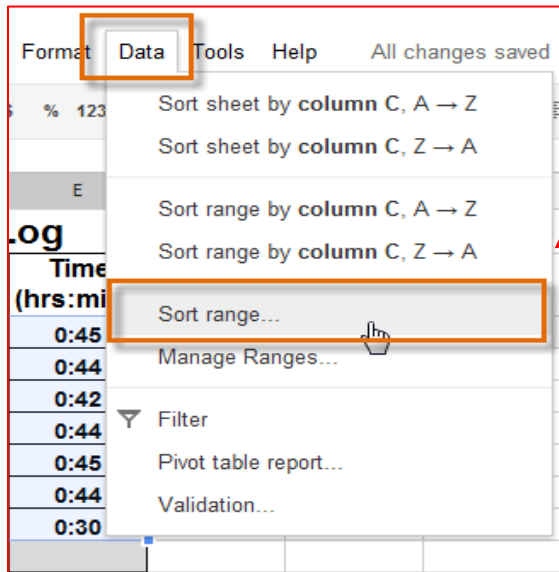 Format Data Tools Help All changes saved
% 123
Sort sheet by column C, A → Z
Sort sheet by column C, Z → A
E
Sort range by column C, A → Z
.og
Sort range by column C, Z → A
Time
(hrs:mi
Sort range...
0:45
Manage Ranges...
0:44
0:42
Filter
0:44
Pivot table report...
0:45
0:44
Validation...
0:30